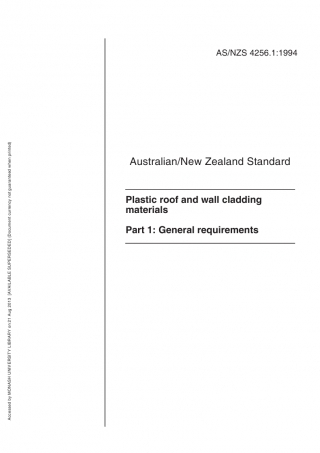 AS/NZS 4256.1:1994
Australian/New Zealand Standard
Plastic roof and wall cladding
materials
Part 1: General requirements
Accessed by MONASH UNIVERSITY LIBRARY on 21 Aug 2013 [AVAILABLE SUPERSEDED] (Document currency not guaranteed when printed)